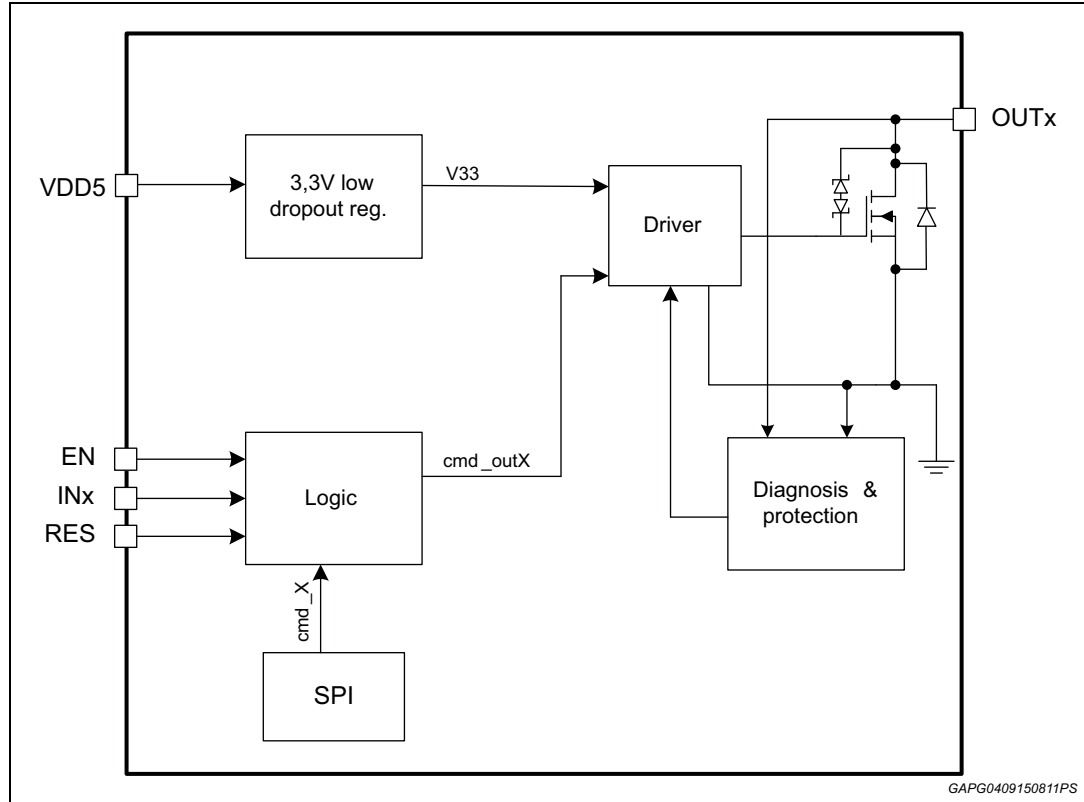 OUTx
VDD5
3,3V low
dropout reg.
V33
Driver
EN
INx
RES
Logic
cmd_outX
Diagnosis &
protection
cmd_X
SPI
GAPG0409150811PS